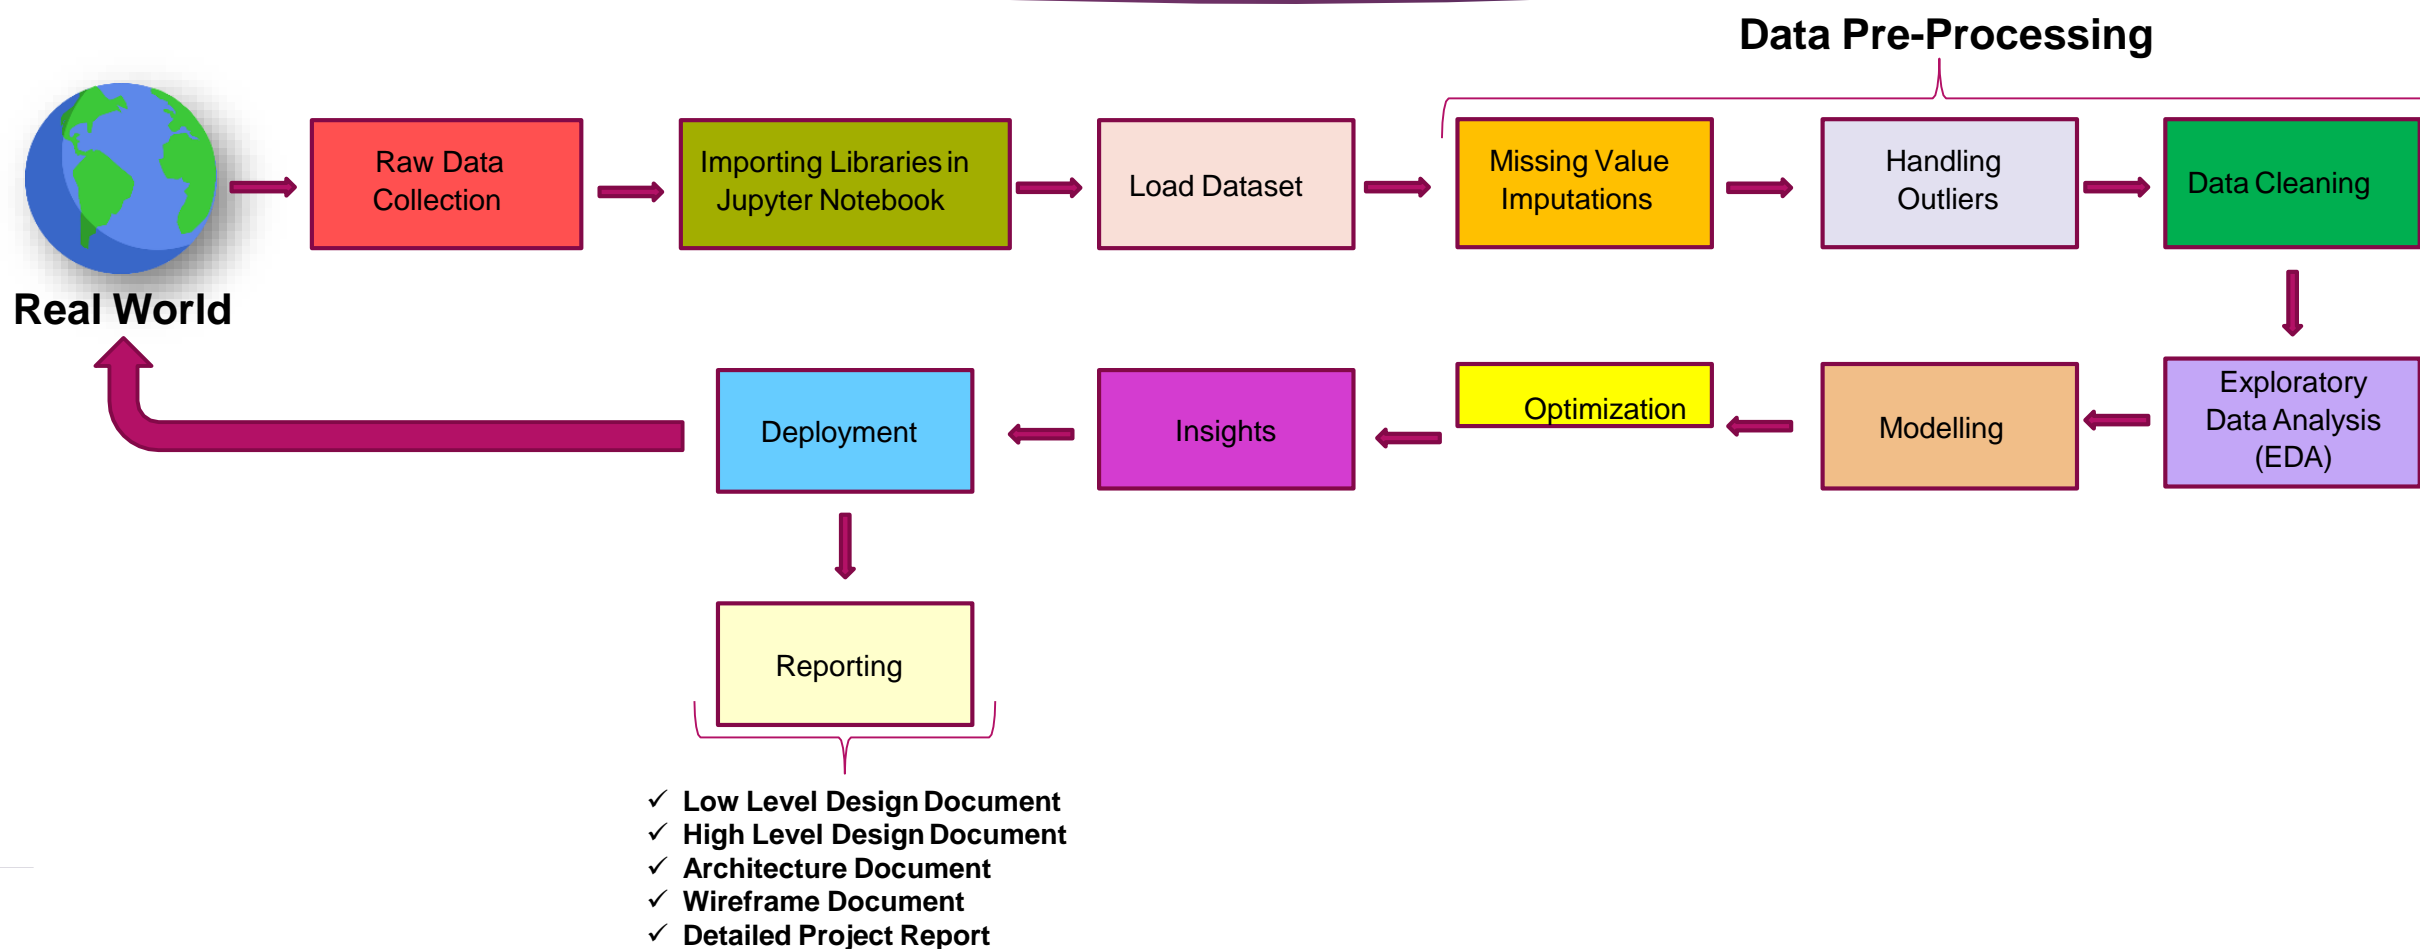 Data Pre-Processing
Raw Data
Collection
Importing Libraries in
Jupyter Notebook
Load Dataset
Missing Value
Imputations
Handling
Outliers
Data Cleaning
Real World
Deployment
Insights
Optimization
Modelling
Exploratory
Data Analysis
(EDA)
Reporting
✓ Low Level Design Document
✓ High Level Design Document
✓ Architecture Document
✓ Wireframe Document
✓ Detailed Project Report